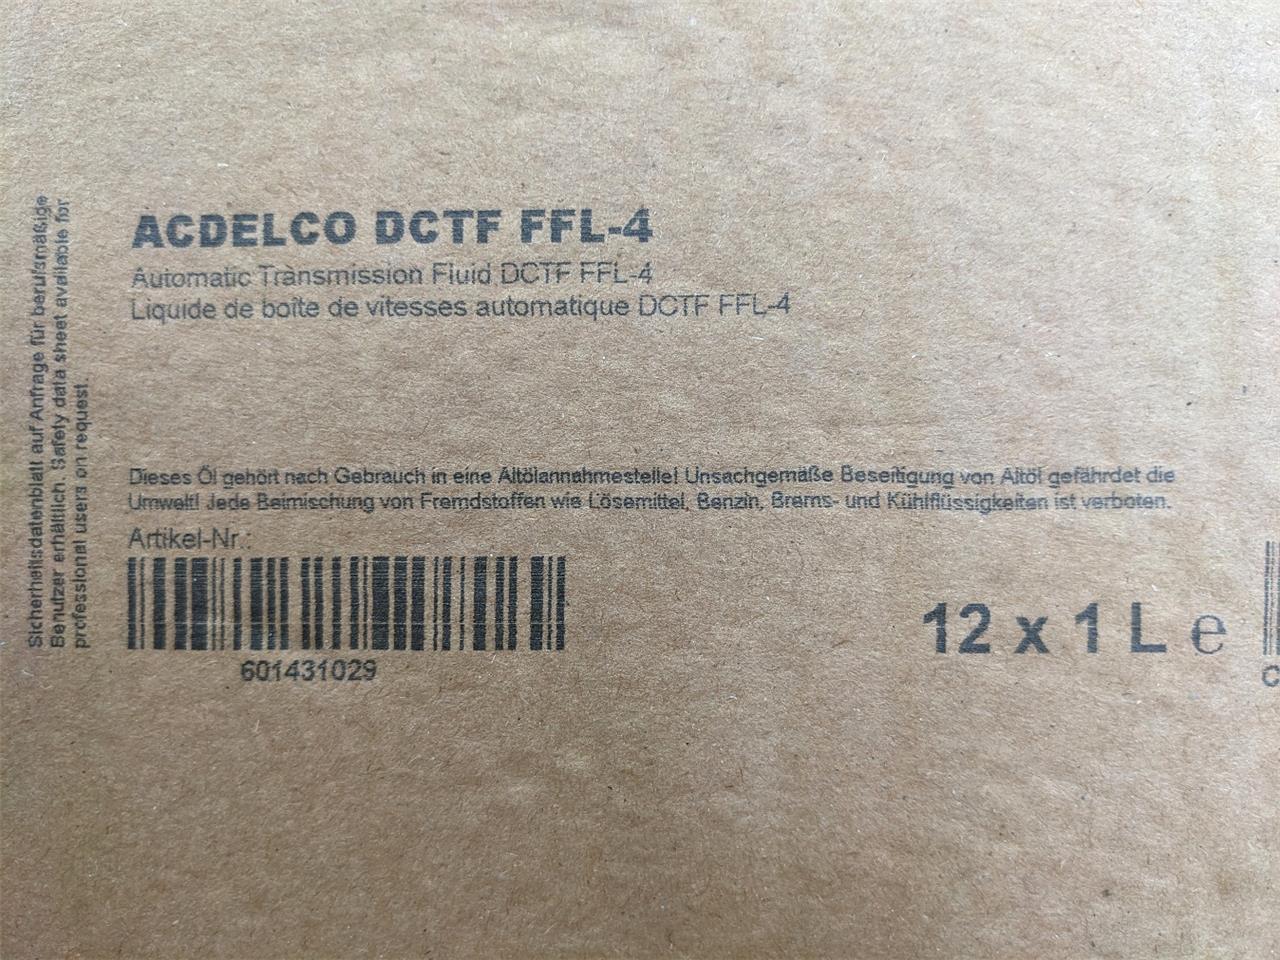 ACDELCO DCTF FFL-4
Automatic Transmission Fluid DCTF FFL-4
Liquide de boîte de vitesses automatique DCTF FFL-4
Dieses Öl gehört nach Gebrauch in eine Altölannahmestelle! Unsachgemäße Beseitigung von Altöl gefährdet die
Umwelt! Jede Beimischung von Fremdstoffen wie Lösemittel, Benzin, Brems- und Kühlflüssigkeiten ist verboten.
Artikel-Nr.:
601431029
12 x 1 L e
Sicherheitsdatenblatt auf Anfrage für berufsmäßige
Benutzer erhältlich. Safety data sheet available for
professional users on request.